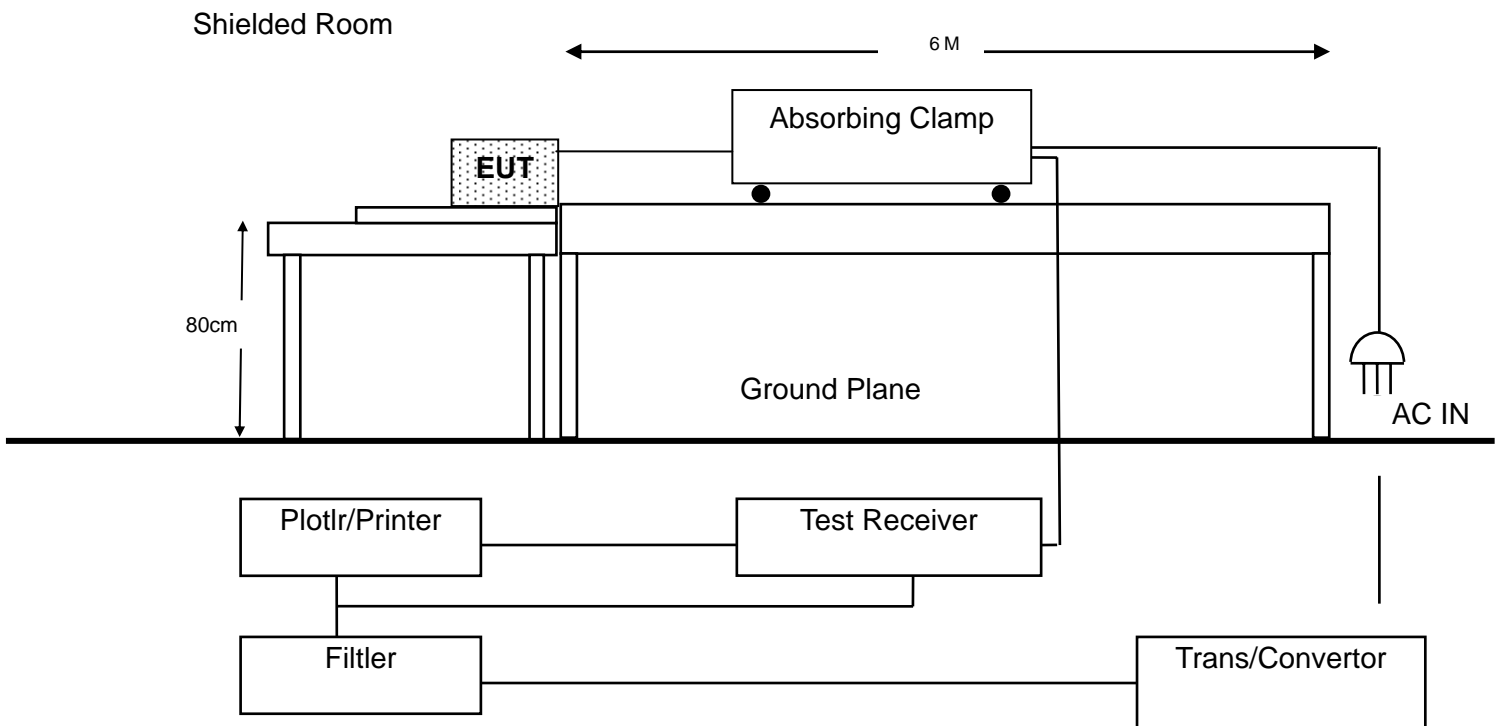 Shielded Room
6 M
Absorbing Clamp
EUT
80cm
Ground Plane
AC IN
Plotlr/Printer
Test Receiver
Filtler
Trans/Convertor